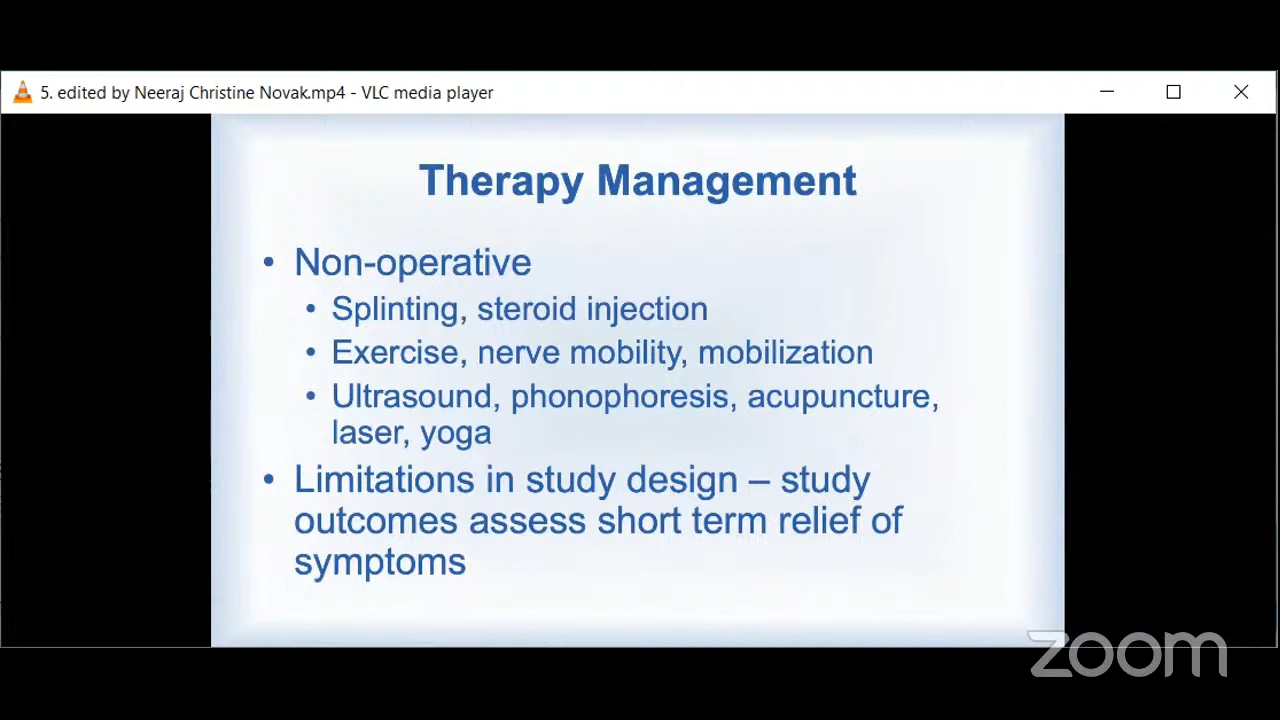 5. edited by Neeraj Christine Novak.mp4 - VLC media player
Therapy Management
• Non-operative
• Splinting, steroid injection
• Exercise, nerve mobility, mobilization
• Ultrasound, phonophoresis, acupuncture,
laser, yoga
• Limitations in study design – study
outcomes assess short term relief of
symptoms
zoom